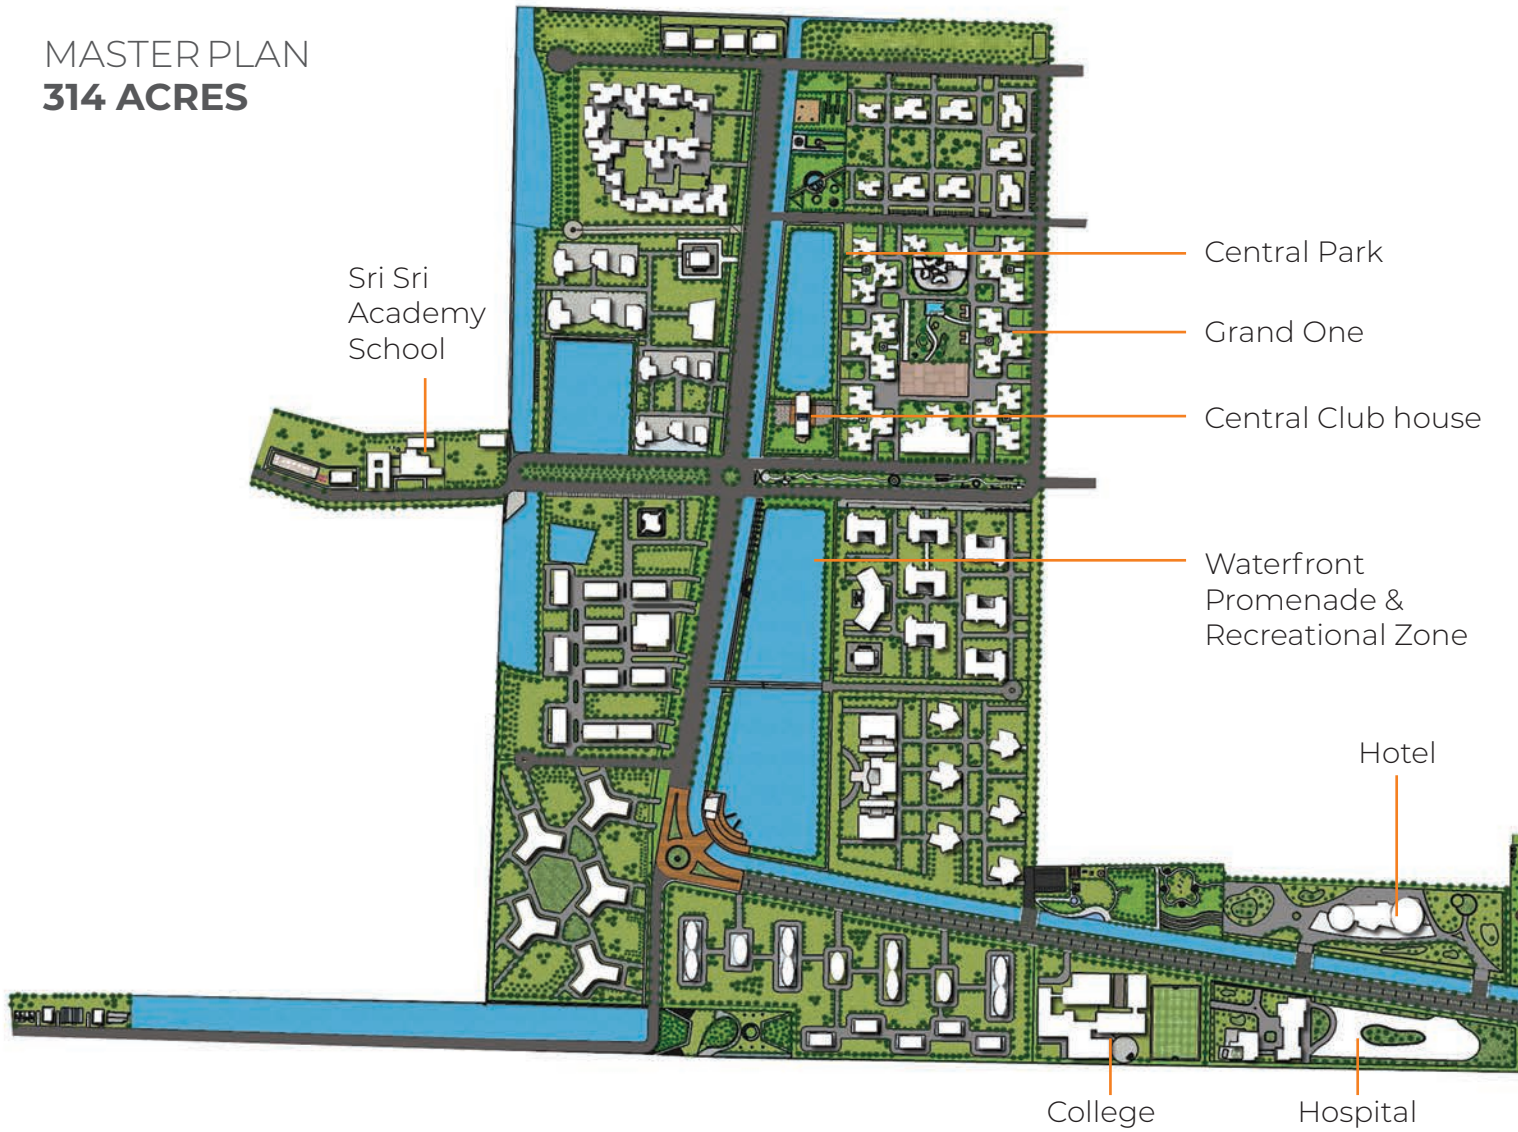 MASTER PLAN
314 ACRES
Sri Sri
Academy
School
Central Park
Grand One
Central Club house
Waterfront
Promenade &
Recreational Zone
Hotel
College
Hospital